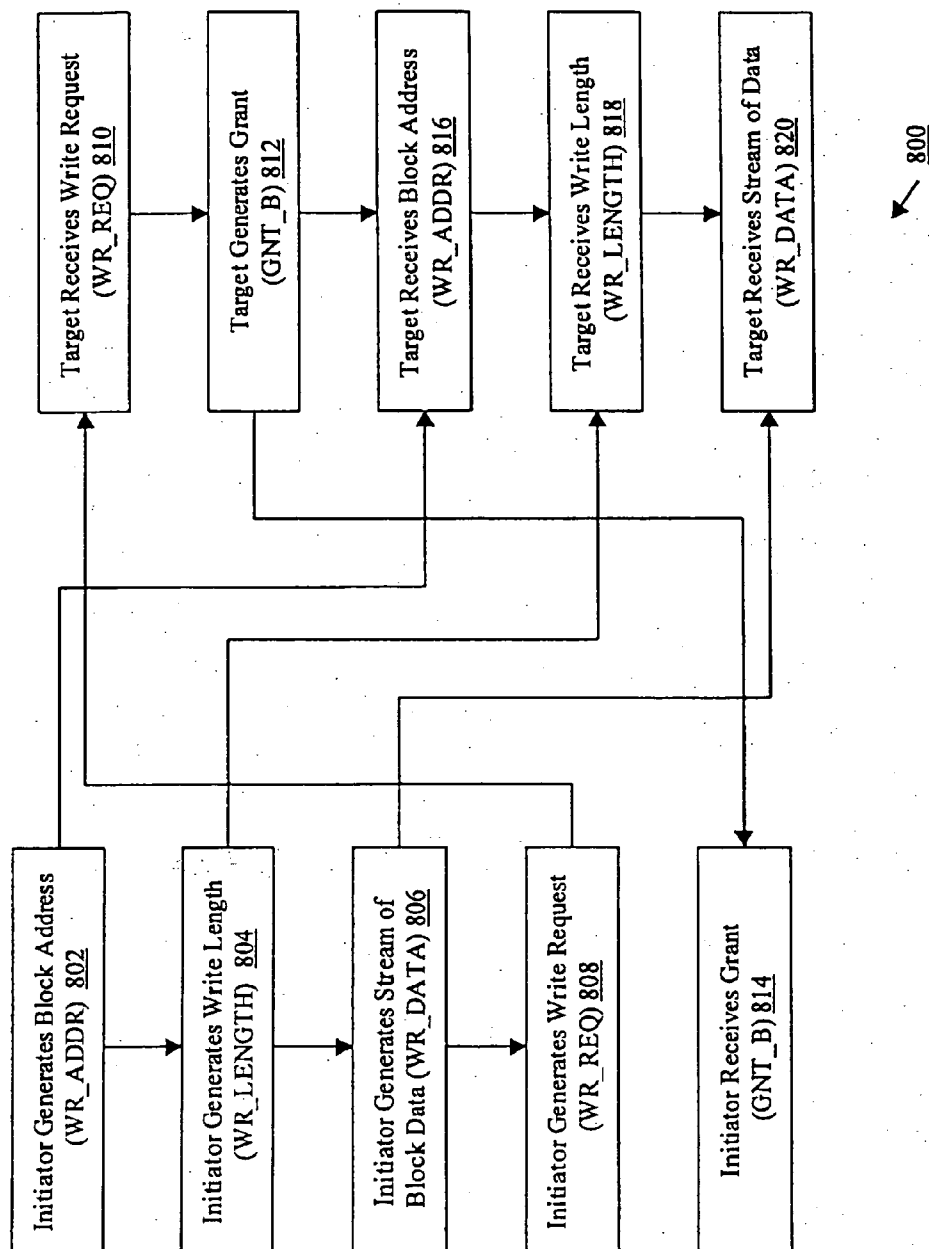 Initiator Generates Block Address
(WR_ADDR) 802
Initiator Generates Write Length
(WR_LENGTH) 804
Initiator Generates Stream of
Block Data (WR_DATA) 806
Initiator Generates Write Request
(WR_REQ) 808
Initiator Receives Grant
(GNT_B) 814
Target Receives Write Request
(WR_REQ) 810
Target Generates Grant
(GNT_B) 812
Target Receives Block Address
(WR_ADDR) 816
Target Receives Write Length
(WR_LENGTH) 818
Target Receives Stream of Data
(WR_DATA) 820
800